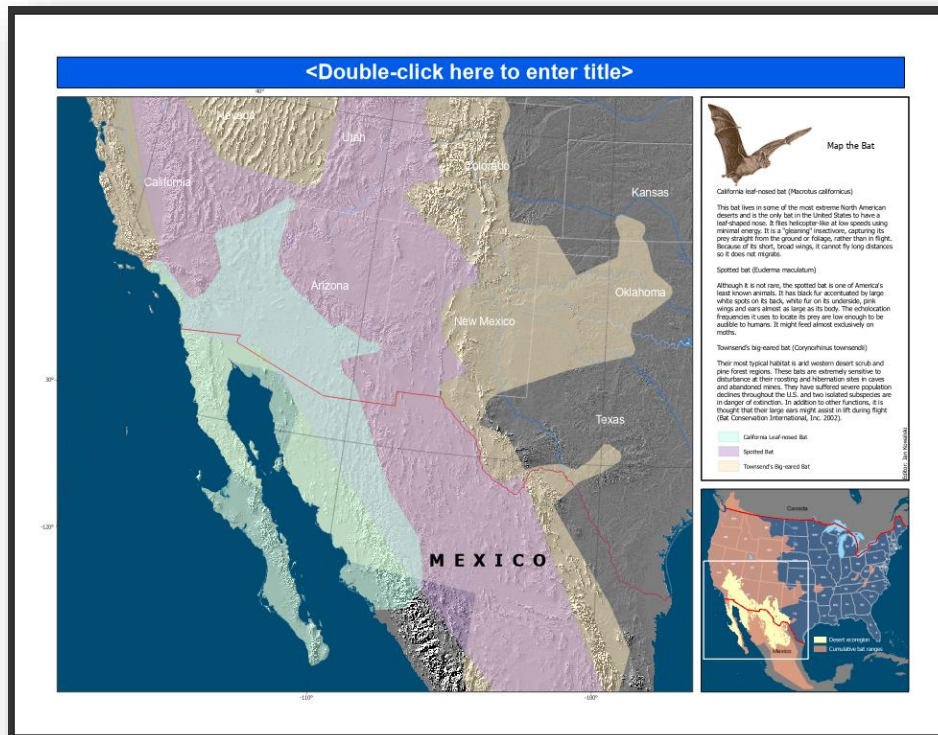 <Double-click here to enter title>
40°
Nevada
Utah
Colorado
California
Kansas
Arizona
Oklahoma
New Mexico
30°
Texas
-120°
MEXICO
-110°
-100°
Map the Bat
California leaf-nosed bat (Macrotus californicus)
This bat lives in some of the most extreme North American
deserts and is the only bat in the United States to have a
leaf-shaped nose. It flies helicopter-like at low speeds using
minimal energy. It is a "gleaning" insectivore, capturing its
prey straight from the ground or foliage, rather than in flight.
Because of its short, broad wings, it cannot fly long distances
so it does not migrate.
Spotted bat (Euderma maculatum)
Although it is not rare, the spotted bat is one of America's
least known animals. It has black fur accentuated by large
white spots on its back, white fur on its underside, pink
wings and ears almost as large as its body. The echolocation
frequencies it uses to locate its prey are low enough to be
audible to humans. It might feed almost exclusively on
moths.
Townsend's big-eared bat (Corynorhinus townsendii)
Their most typical habitat is arid western desert scrub and
pine forest regions. These bats are extremely sensitive to
disturbance at their roosting and hibernation sites in caves
and abandoned mines. They have suffered severe population
declines throughout the U.S. and two isolated subspecies are
in danger of extinction. In addition to other functions, it is
thought that their large ears might assist in lift during flight
(Bat Conservation International, Inc. 2002).
California Leaf-nosed Bat
Spotted Bat
Townsend's Big-eared Bat
Editor: Jan Kowalski
Canada
Mexico
Desert ecoregion
Cumulative bat ranges